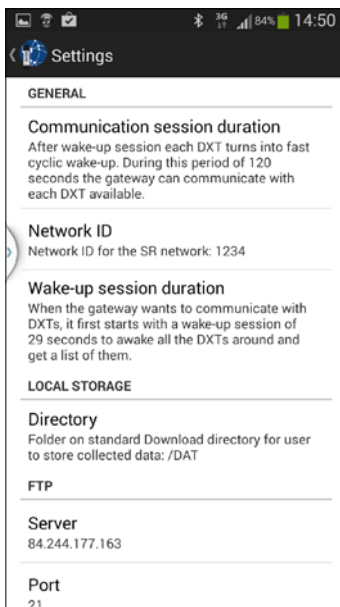 3G 84% 14:50
Settings
GENERAL
Communication session duration
After wake-up session each DXT turns into fast
cyclic wake-up. During this period of 120
seconds the gateway can communicate with
each DXT available.
Network ID
Network ID for the SR network: 1234
Wake-up session duration
When the gateway wants to communicate with
DXTs, it first starts with a wake-up session of
29 seconds to awake all the DXTs around and
get a list of them.
LOCAL STORAGE
Directory
Folder on standard Download directory for user
to store collected data: /DAT
FTP
Server
84.244.177.163
Port
21